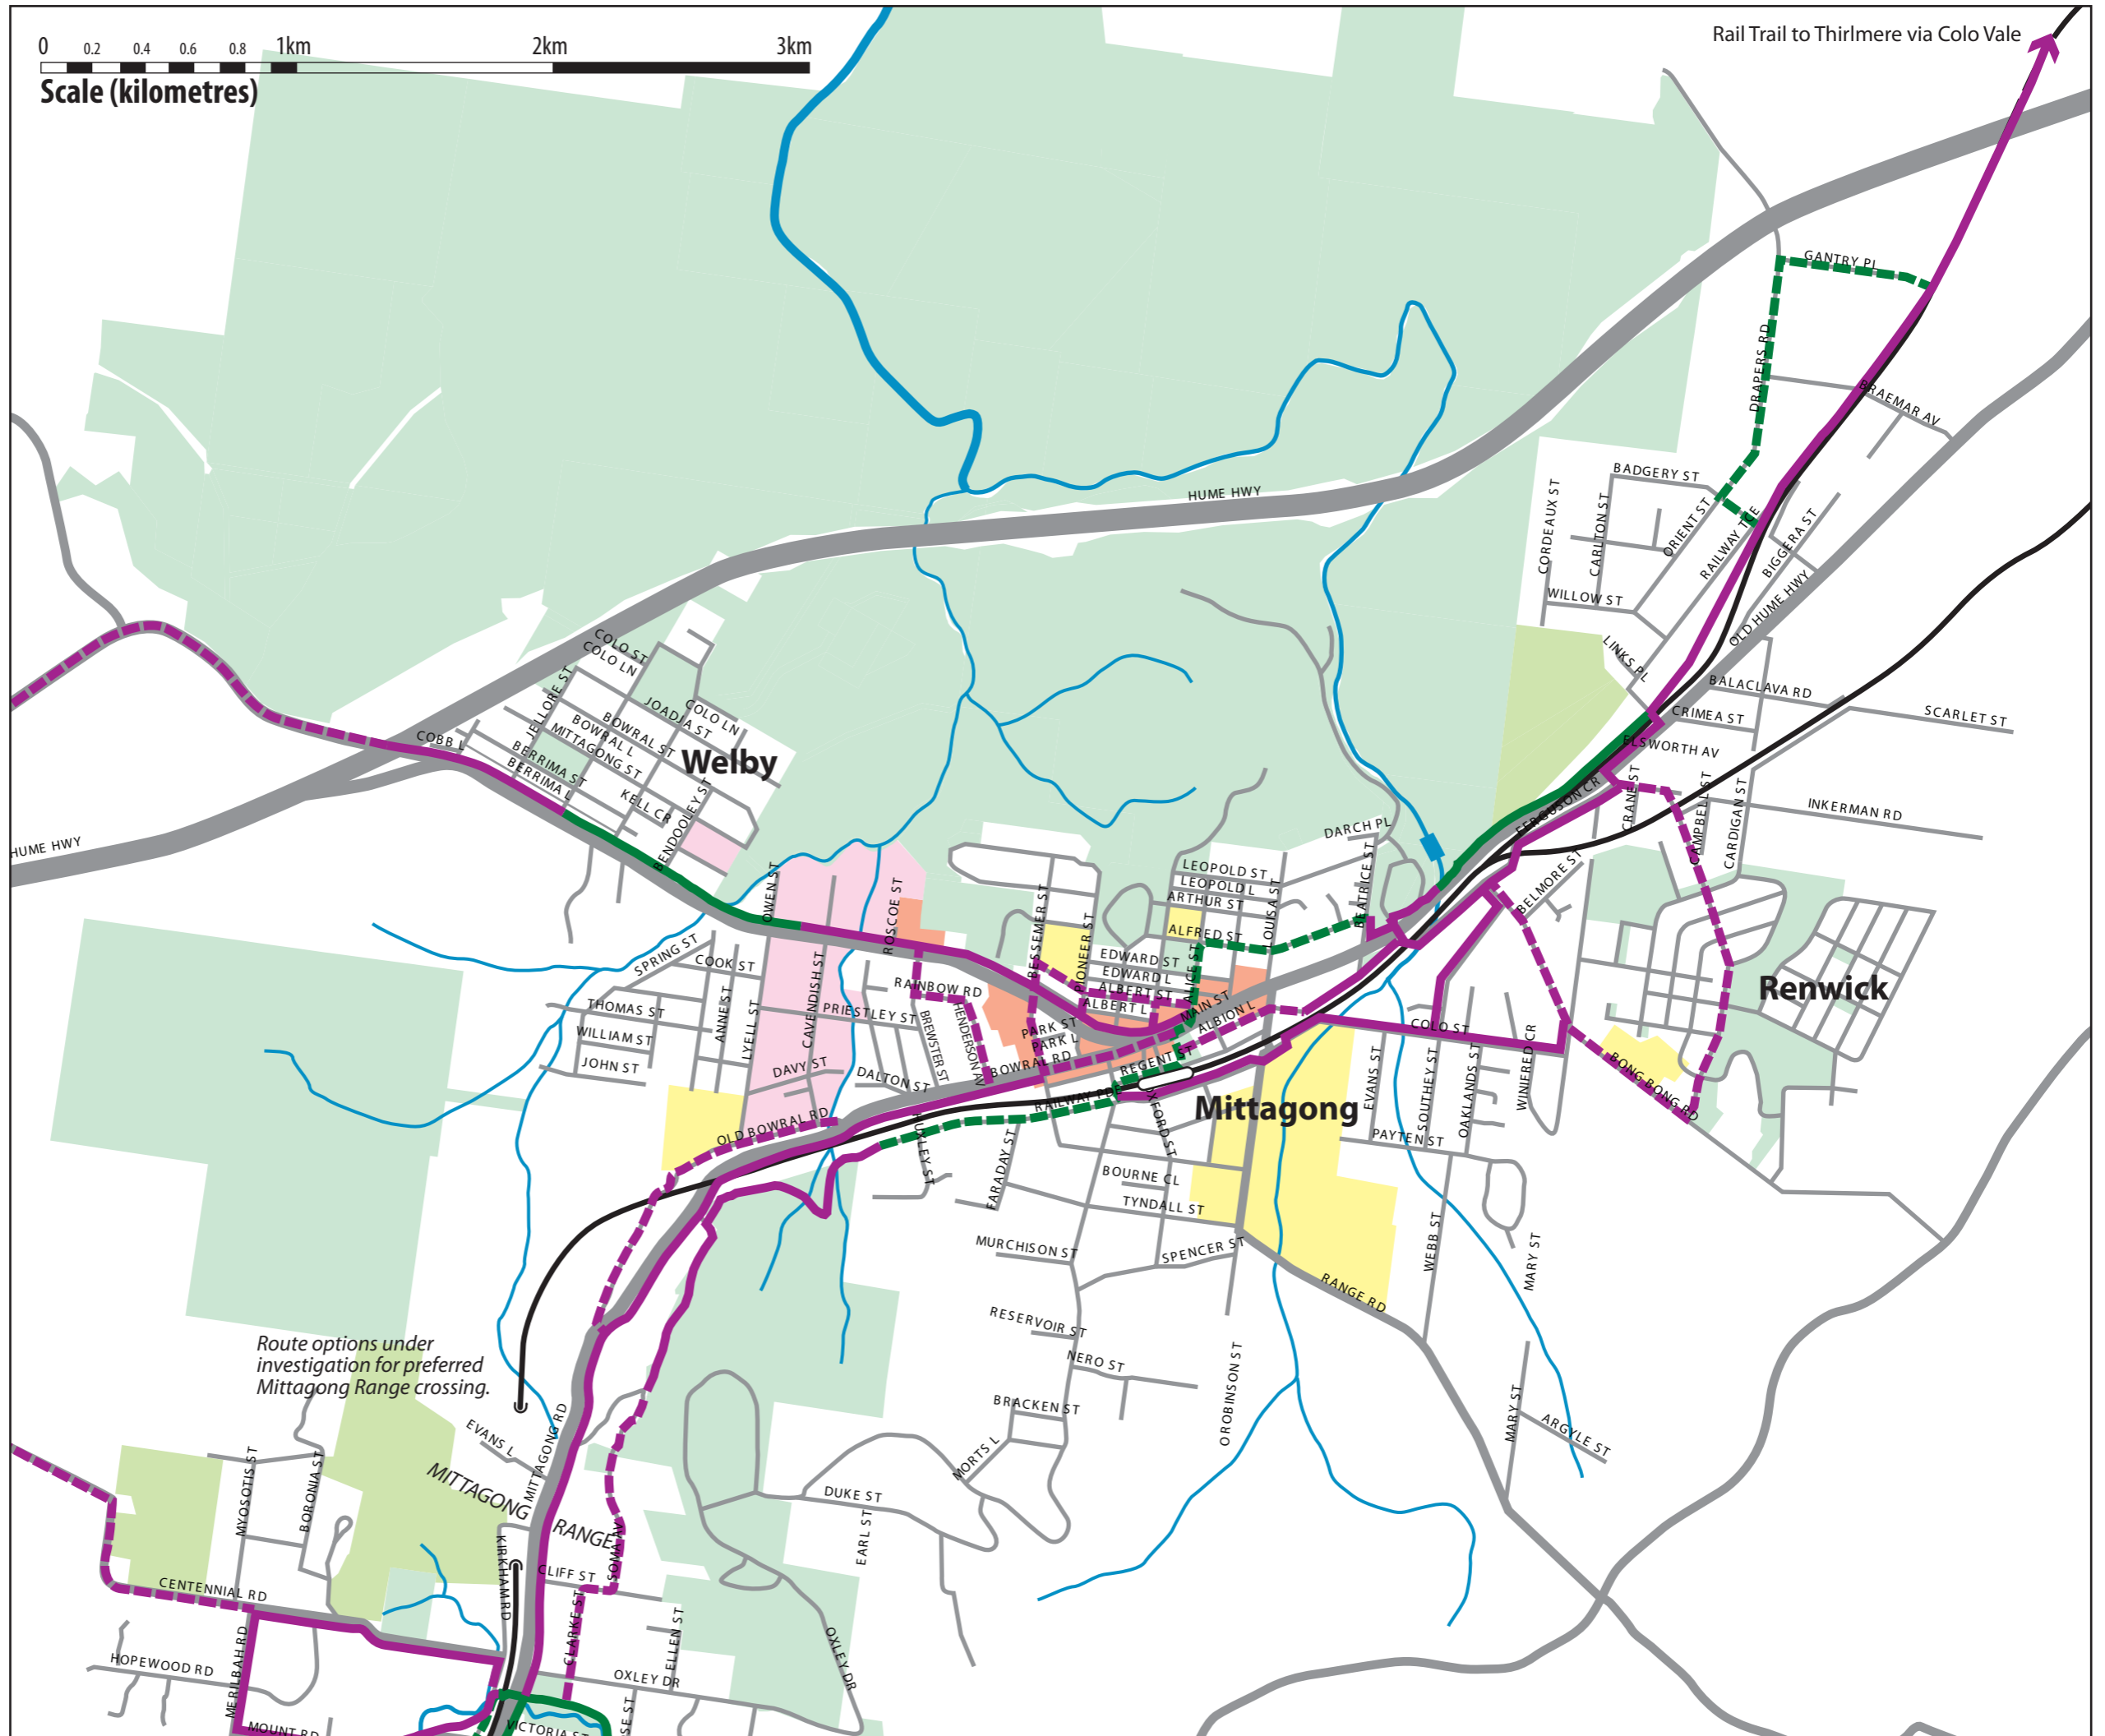 Rail Trail to Thirlmere via Colo Vale
0 0.2 0.4 0.6 0.8 1km 2km 3km
Scale (kilometres)
GANTRY PL
DRAPERS RD
BRAEMAR AV
BADGERY ST
CORDEAUX ST
CARLTON ST
ORIENT ST
RAILWAY TCE
BIGGERA ST
HUME HWY
WILLOW ST
OLD HUME HWY
LINKS PL
BALACLAVA RD
CRIMEA ST
SCARLET ST
ELSWORTH AV
COLO ST
COLO LN
JELLORE ST
JOADJA ST
COLO LN
BOWRAL ST
BOWRAL L
MITTAGONG ST
COBB L
BERRIMA ST
BERRIMA L
Welby
KELL CR
BENDOOLEY ST
HUME HWY
FERGUSON CR
CRANE ST
CAMPBELL ST
CARDIGAN ST
INKERMAN RD
DARCH PL
BEATRICE ST
LEOPOLD ST
LEOPOLD L
ARTHUR ST
LOUISA ST
ALFRED ST
BELMORE ST
OWEN ST
ROSCOE ST
BESSEMER ST
PIONEER ST
EDWARD ST
EDWARD L
ALBERT ST
ALBERT L
ALICE ST
MAIN ST
ALBION L
SPRING ST
COOK ST
CAVENDISH ST
RAINBOW RD
PRIESTLEY ST
HENDERSON AV
BREWSTER ST
THOMAS ST
WILLIAM ST
JOHN ST
ANNE ST
LYELL ST
PARK ST
PARK L
BOWRAL RD
REGENT ST
DAVY ST
DALTON ST
OLD BOWRAL RD
RAILWAY PDE
OXFORD ST
Mittagong
Renwick
COLO ST
EVANS ST
SOUTHEY ST
OAKLANDS ST
WINIFRED CR
BONG BONG RD
PAYTEN ST
HUXLEY ST
FARADAY ST
BOURNE CL
TYNDALL ST
MURCHISON ST
SPENCER ST
RANGE RD
WEBB ST
MARY ST
RESERVOIR ST
NERO ST
BRACKEN ST
MORTS L
OROBINSON ST
MARY ST
ARGYLE ST
Route options under
investigation for preferred
Mittagong Range crossing.
EVANS L
MITTAGONG RD
MITTAGONG
RANGE
MYOSOTIS ST
BORONIA ST
DUKE ST
EARL ST
KIRKHAM RD
CLIFF ST
SOMA AV
CLARKE ST
ELLEN ST
CENTENNIAL RD
HOPEWOOD RD
MERILBAH RD
MOUNT RD
OXLEY DR
OXLEY DR
VICTORIA ST
SE ST